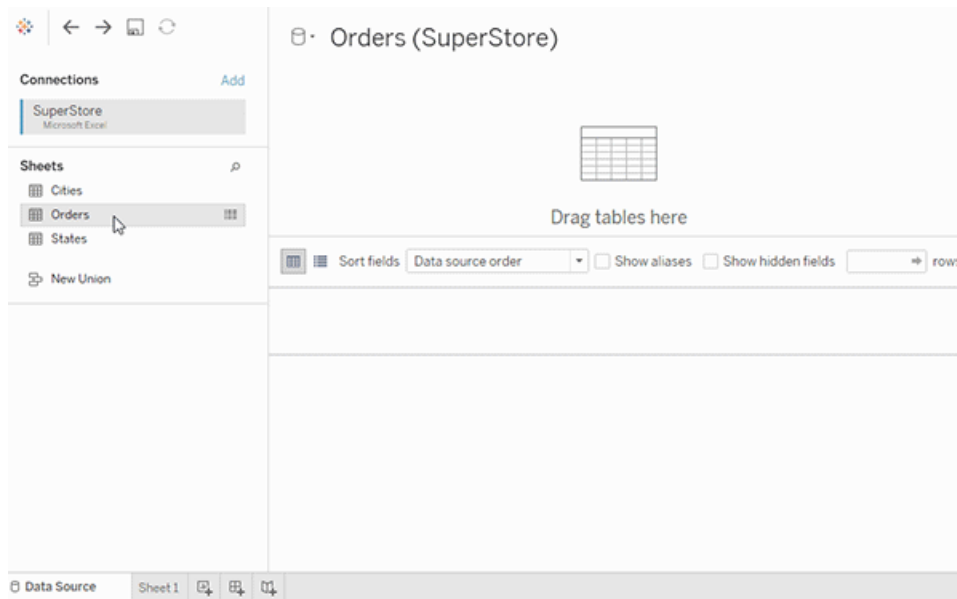 Orders (SuperStore)
Connections
Add
SuperStore
Microsoft Excel
Sheets
Cities
Orders
States
New Union
Drag tables here
Sort fields
Data source order
Show aliases
Show hidden fields
rows
Data Source
Sheet 1